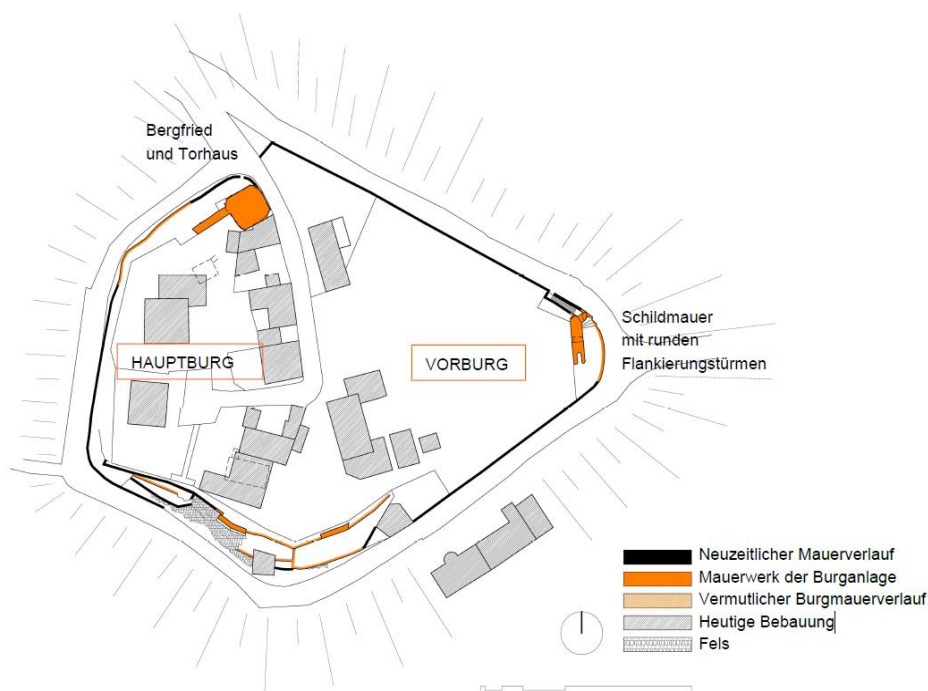 Bergfried
und Torhaus
Schildmauer
mit runden
Flankierungstürmen
HAUPTBURG
VORBURG
Neuzeitlicher Mauerverlauf
Mauerwerk der Burganlage
Vermutlicher Burgmauerverlauf
Heutige Bebauung
Fels